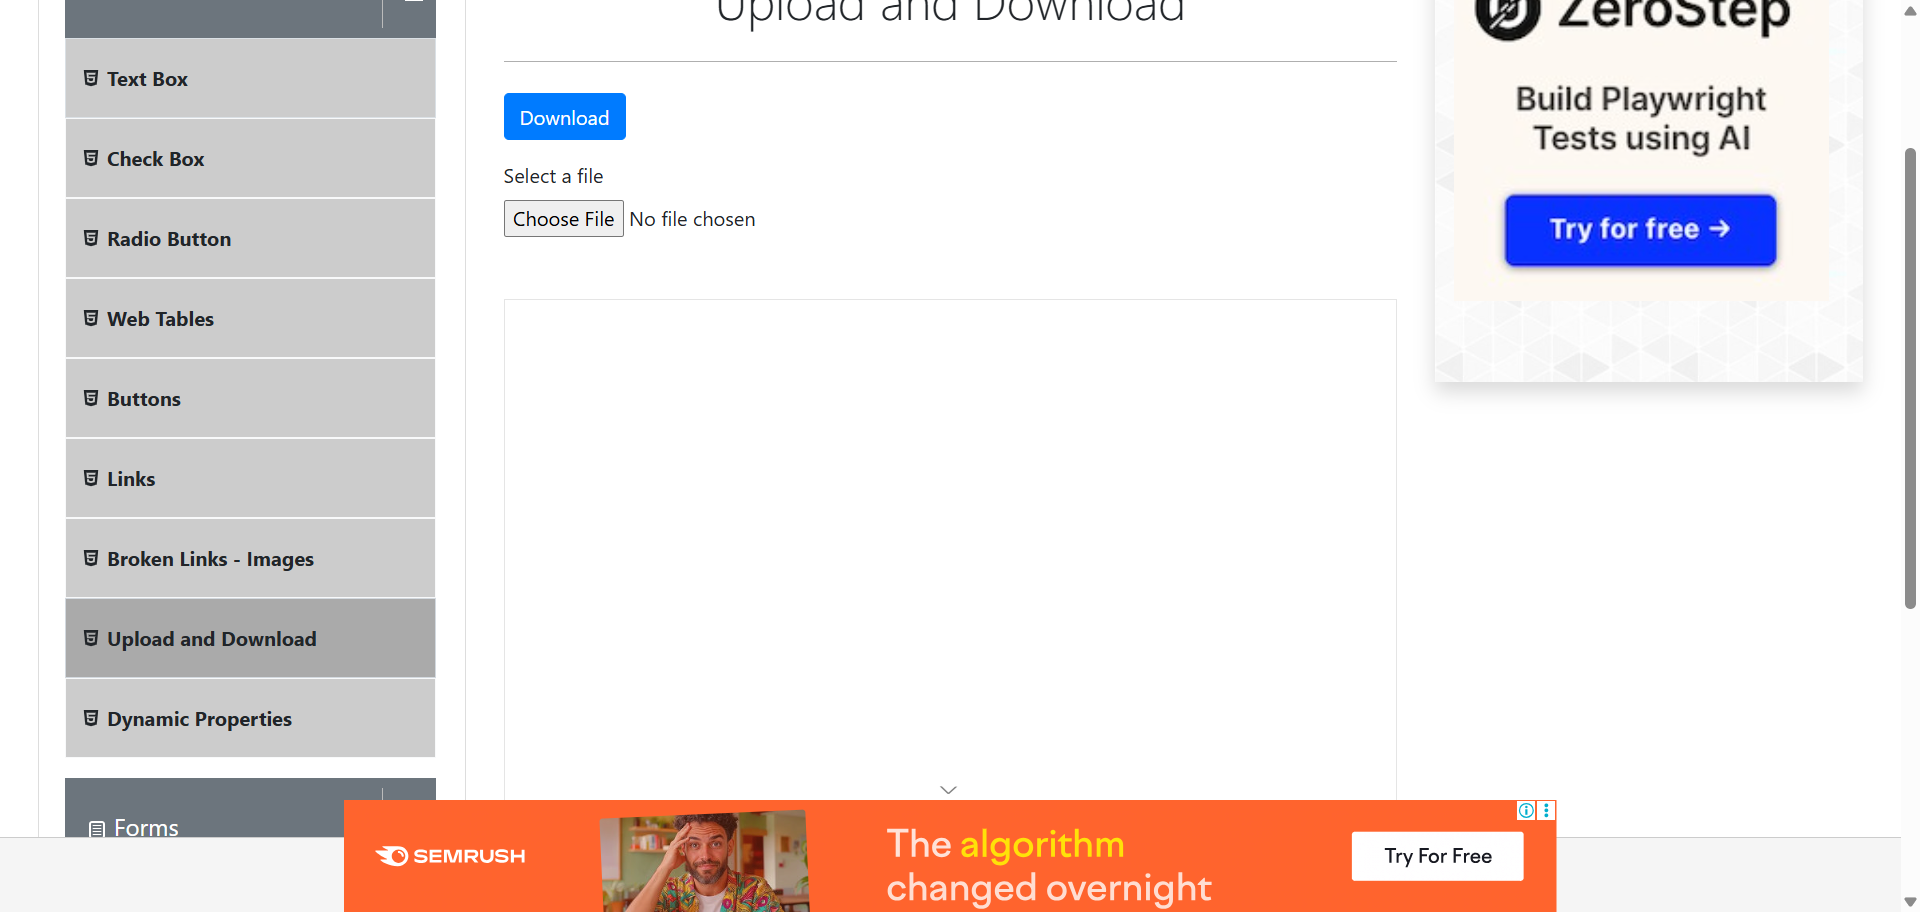 Upload and Download
Text Box
Check Box
Radio Button
Web Tables
Buttons
Links
Broken Links - Images
Upload and Download
Dynamic Properties
Forms
Download
Select a file
Choose File No file chosen
ZeroStep
Build Playwright
Tests using AI
Try for free →
SEMRUSH
The algorithm
changed overnight
Try For Free